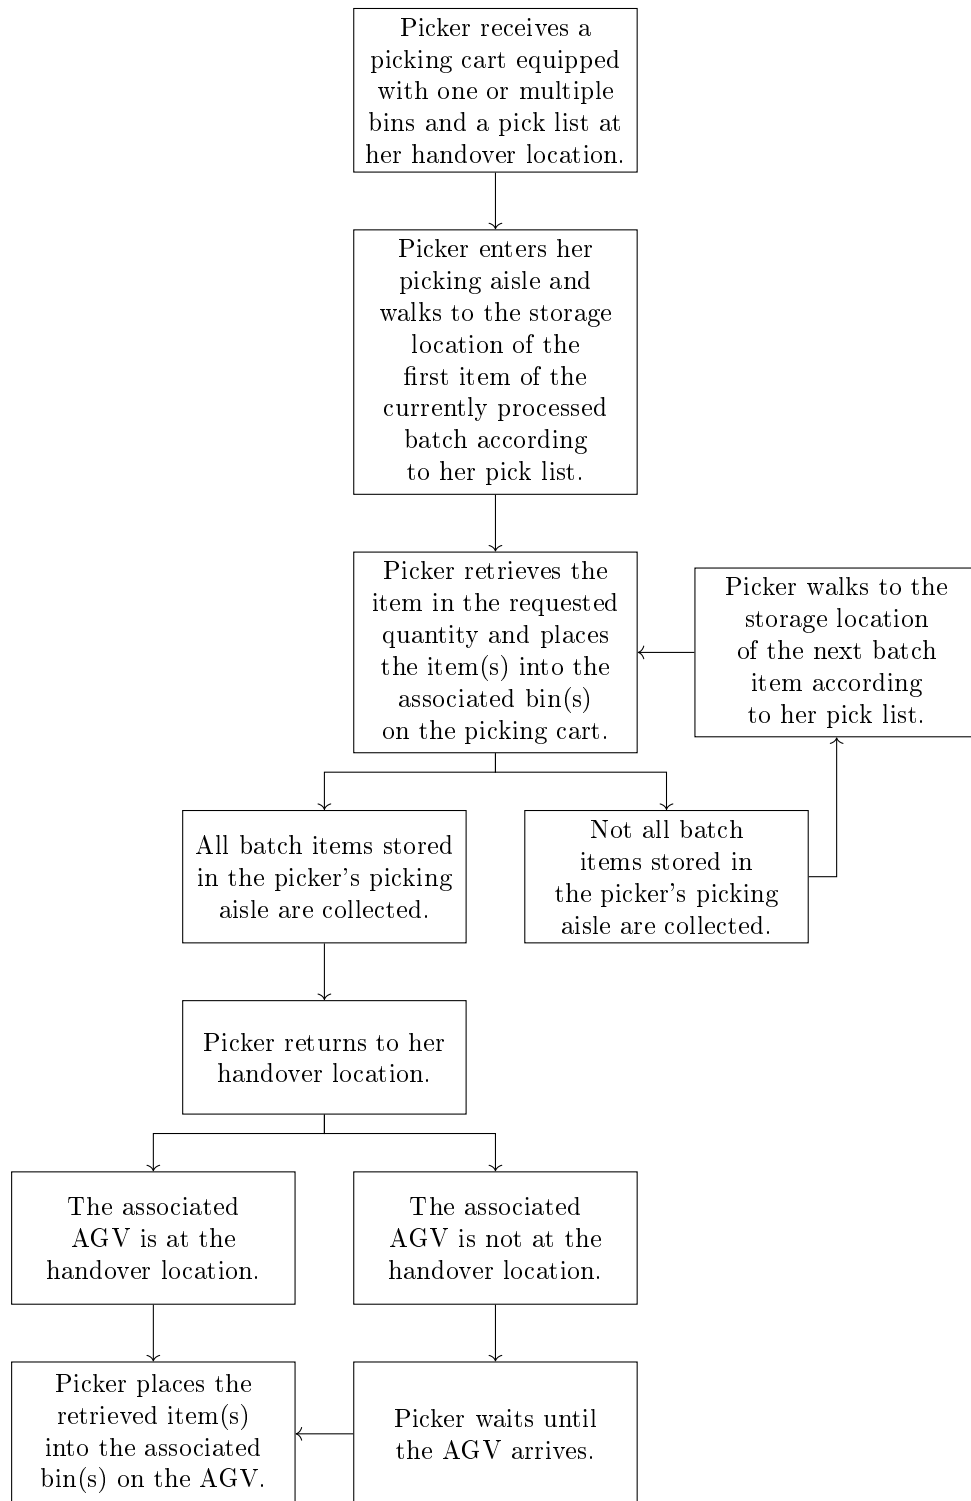 Picker receives a
picking cart equipped
with one or multiple
bins and a pick list at
her handover location.
Picker enters her
picking aisle and
walks to the storage
location of the
first item of the
currently processed
batch according
to her pick list.
Picker retrieves the
item in the requested
quantity and places
the item(s) into the
associated bin(s)
on the picking cart.
Picker walks to the
storage location
of the next batch
item according
to her pick list.
All batch items stored
in the picker's picking
aisle are collected.
Not all batch
items stored in
the picker's picking
aisle are collected.
Picker returns to her
handover location.
The associated
AGV is at the
handover location.
The associated
AGV is not at the
handover location.
Picker places the
retrieved item(s)
into the associated
bin(s) on the AGV.
Picker waits until
the AGV arrives.